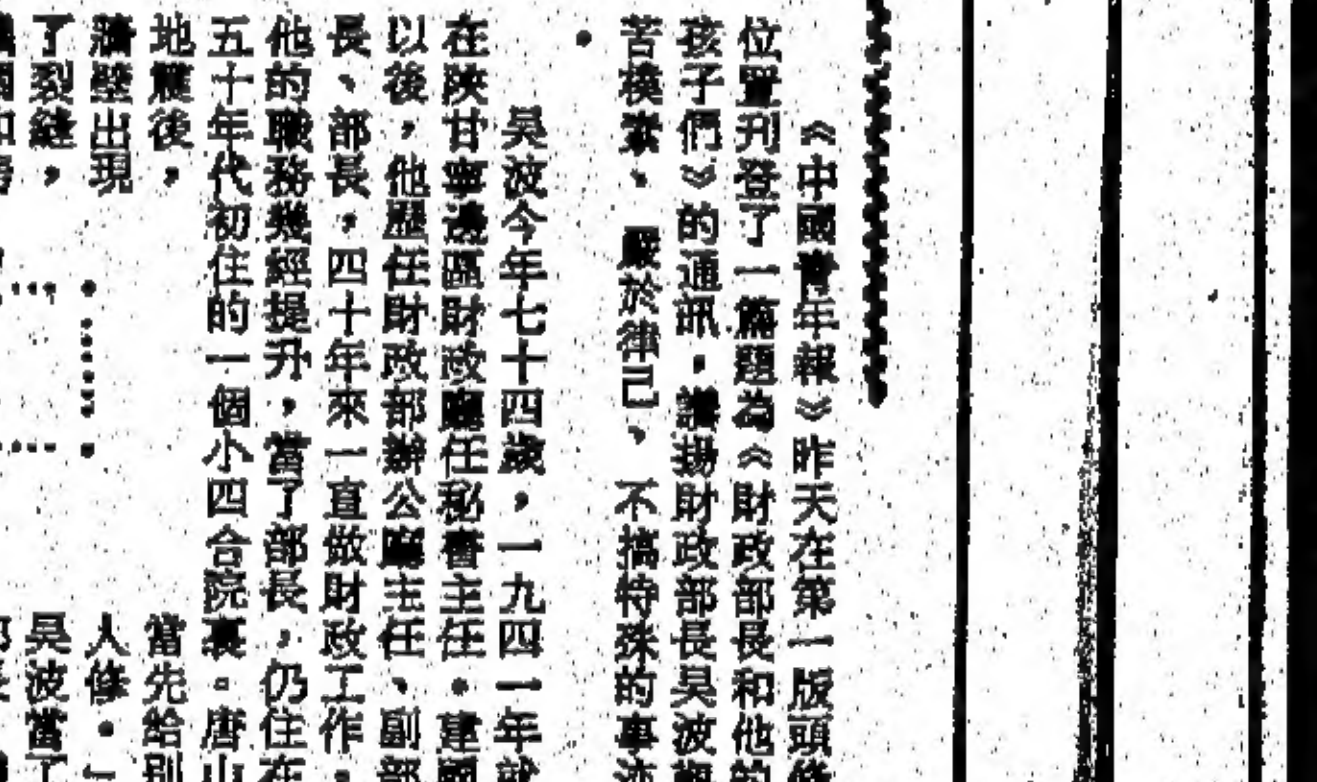 《中國青年報》昨天在第一版頭條
位置刊登了一篇題為《財政部長和他的
孩子們》的通訊，讚揚財政部長吳波艱
苦樸素、嚴於律己、不搞特殊的事迹
。
吳波今年七十四歲，一九四一年就
在陝甘寧邊區財政廳任秘書主任。建國
以後，他歷任財政部辦公廳主任、副部
長、部長，四十年來一直做財政工作。
他的職務幾經提升，當了部長，仍住在
五十年代初住的一個小四合院裏。唐山
地震後，
牆壁出現
了裂縫，
當先給別
人修。」
吳波當了